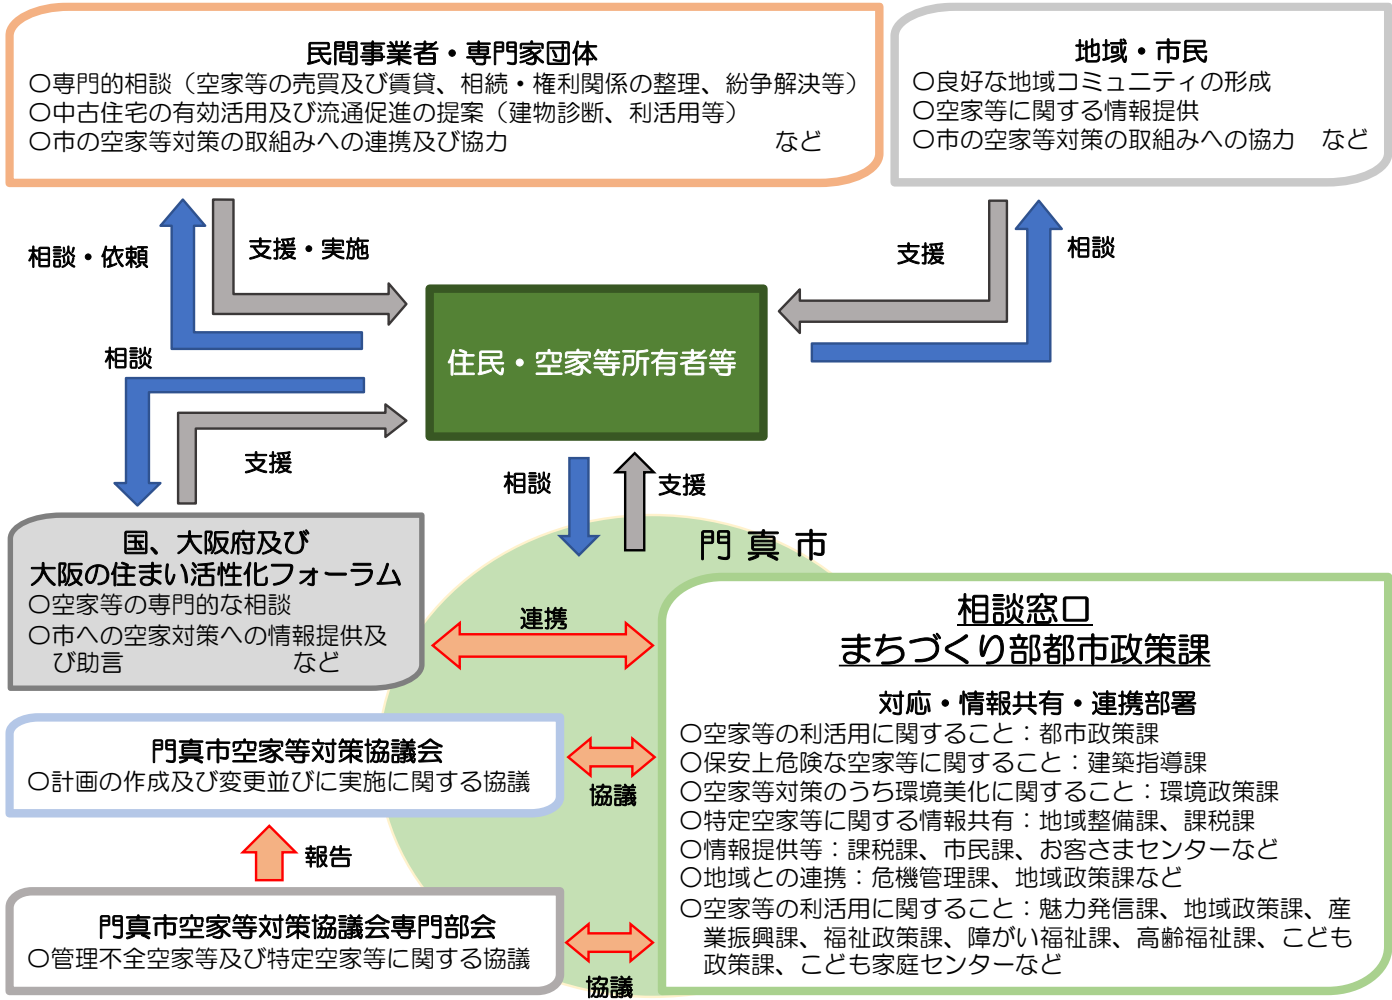 民間事業者・専門家団体
〇専門的相談（空家等の売買及び賃貸、相続・権利関係の整理、紛争解決等）
〇中古住宅の有効活用及び流通促進の提案（建物診断、利活用等）
〇市の空家等対策の取組みへの連携及び協力　など
地域・市民
〇良好な地域コミュニティの形成
〇空家等に関する情報提供
〇市の空家等対策の取組みへの協力　など
相談・依頼
支援・実施
支援
相談
相談
住民・空家等所有者等
支援
相談
支援
国、大阪府及び
大阪の住まい活性化フォーラム
〇空家等の専門的な相談
〇市への空家対策への情報提供及
び助言　など
門真市
連携
相談窓口
まちづくり部都市政策課
対応・情報共有・連携部署
〇空家等の利活用に関すること：都市政策課
〇保安上危険な空家等に関すること：建築指導課
〇空家等対策のうち環境美化に関すること：環境政策課
〇特定空家等に関する情報共有：地域整備課、課税課
〇情報提供等：課税課、市民課、お客さまセンターなど
〇地域との連携：危機管理課、地域政策課など
〇空家等の利活用に関すること：魅力発信課、地域政策課、産
業振興課、福祉政策課、障がい福祉課、高齢福祉課、こども
政策課、こども家庭センターなど
門真市空家等対策協議会
〇計画の作成及び変更並びに実施に関する協議
協議
報告
門真市空家等対策協議会専門部会
〇管理不全空家等及び特定空家等に関する協議
協議